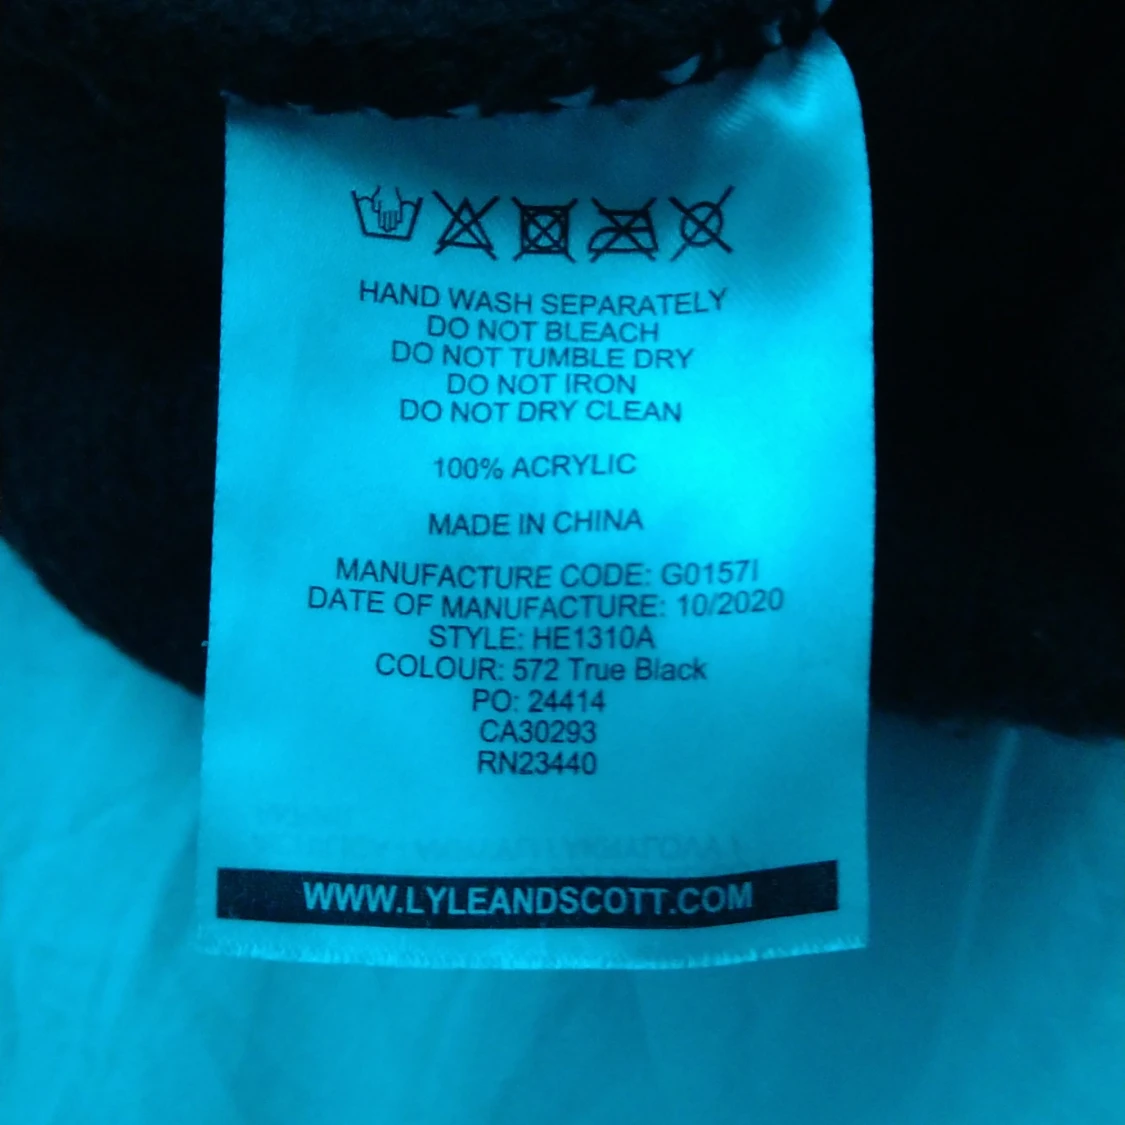 HAND WASH SEPARATELY
DO NOT BLEACH
DO NOT TUMBLE DRY
DO NOT IRON
DO NOT DRY CLEAN
100% ACRYLIC
MADE IN CHINA
MANUFACTURE CODE: G0157I
DATE OF MANUFACTURE: 10/2020
STYLE: HE1310A
COLOUR: 572 True Black
PO: 24414
CA30293
RN23440
WWW.LYLEANDSCOTT.COM